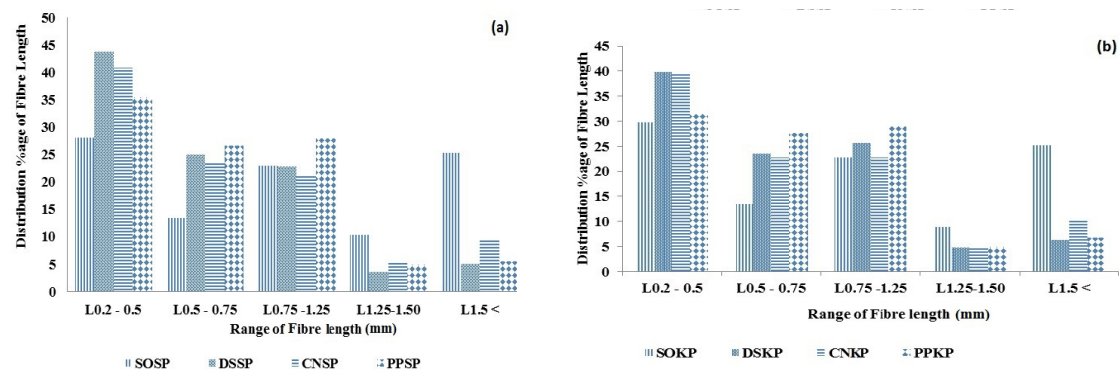 (a)
Distribution %age of Fibre Length
50
45
40
35
30
25
20
15
10
5
0
L0.2 - 0.5 L0.5 - 0.75 L0.75 -1.25 L1.25-1.50 L1.5 <
Range of Fibre length (mm)
SOSP DSSP CNSP PPSP
(b)
Distribution %age of Fibre Length
45
40
35
30
25
20
15
10
5
0
L0.2 - 0.5 L0.5 - 0.75 L0.75 -1.25 L1.25-1.50 L1.5 <
Range of Fibre length (mm)
SOKP DSKP CNKP PPKP